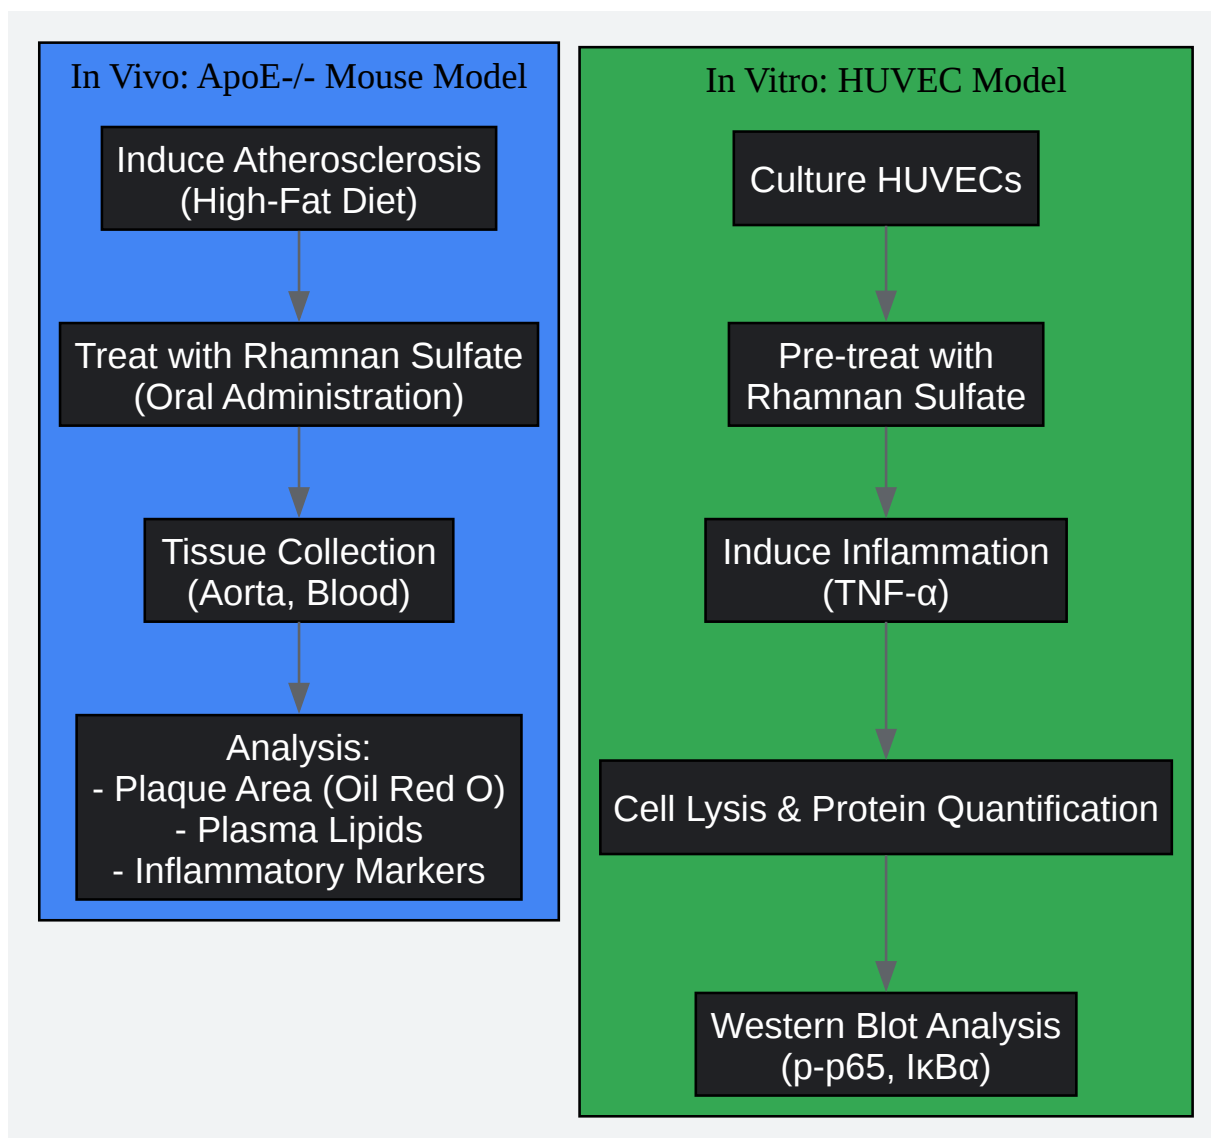 In Vivo: ApoE-/- Mouse Model
Induce Atherosclerosis
(High-Fat Diet)
Treat with Rhamnan Sulfate
(Oral Administration)
Tissue Collection
(Aorta, Blood)
Analysis:
- Plaque Area (Oil Red O)
- Plasma Lipids
- Inflammatory Markers
In Vitro: HUVEC Model
Culture HUVECs
Pre-treat with
Rhamnan Sulfate
Induce Inflammation
(TNF-α)
Cell Lysis & Protein Quantification
Western Blot Analysis
(p-p65, IκBα)